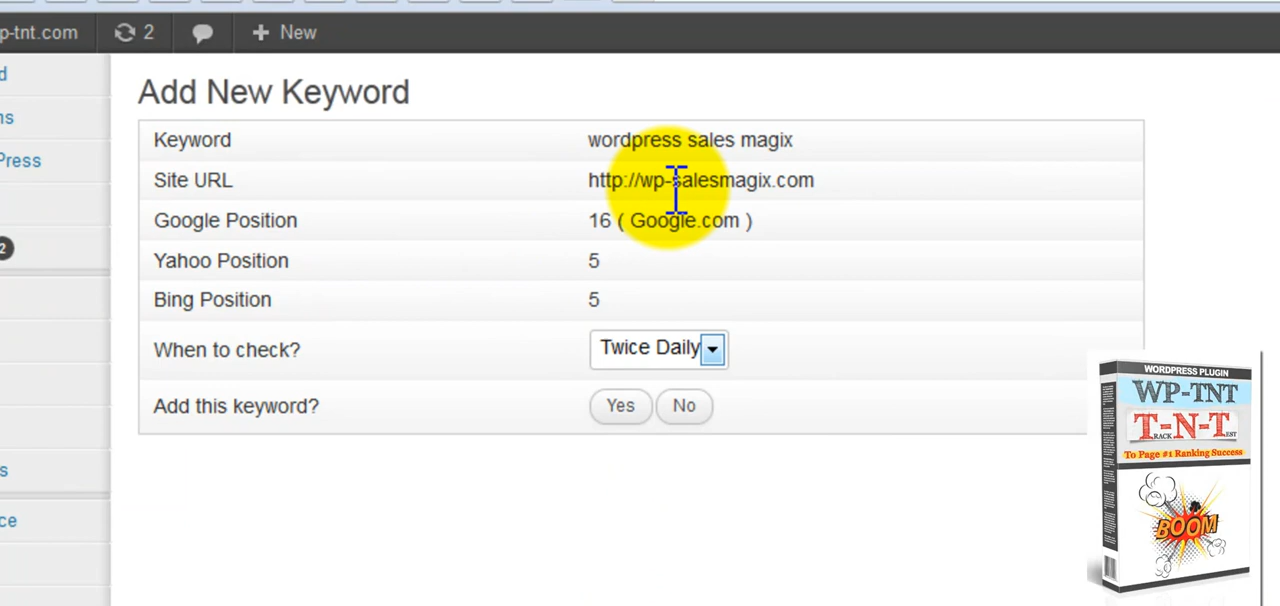 p-tnt.com 2 + New
d
ns
Press
2
s
ce
Add New Keyword
Keyword wordpress sales magix
Site URL http://wp-salesmagix.com
Google Position 16 ( Google.com )
Yahoo Position 5
Bing Position 5
When to check? Twice Daily
Add this keyword? Yes No
WORDPRESS PLUGIN
WP-TNT
T-N-T
RACK EST
To Page #1 Ranking Success
BOOM